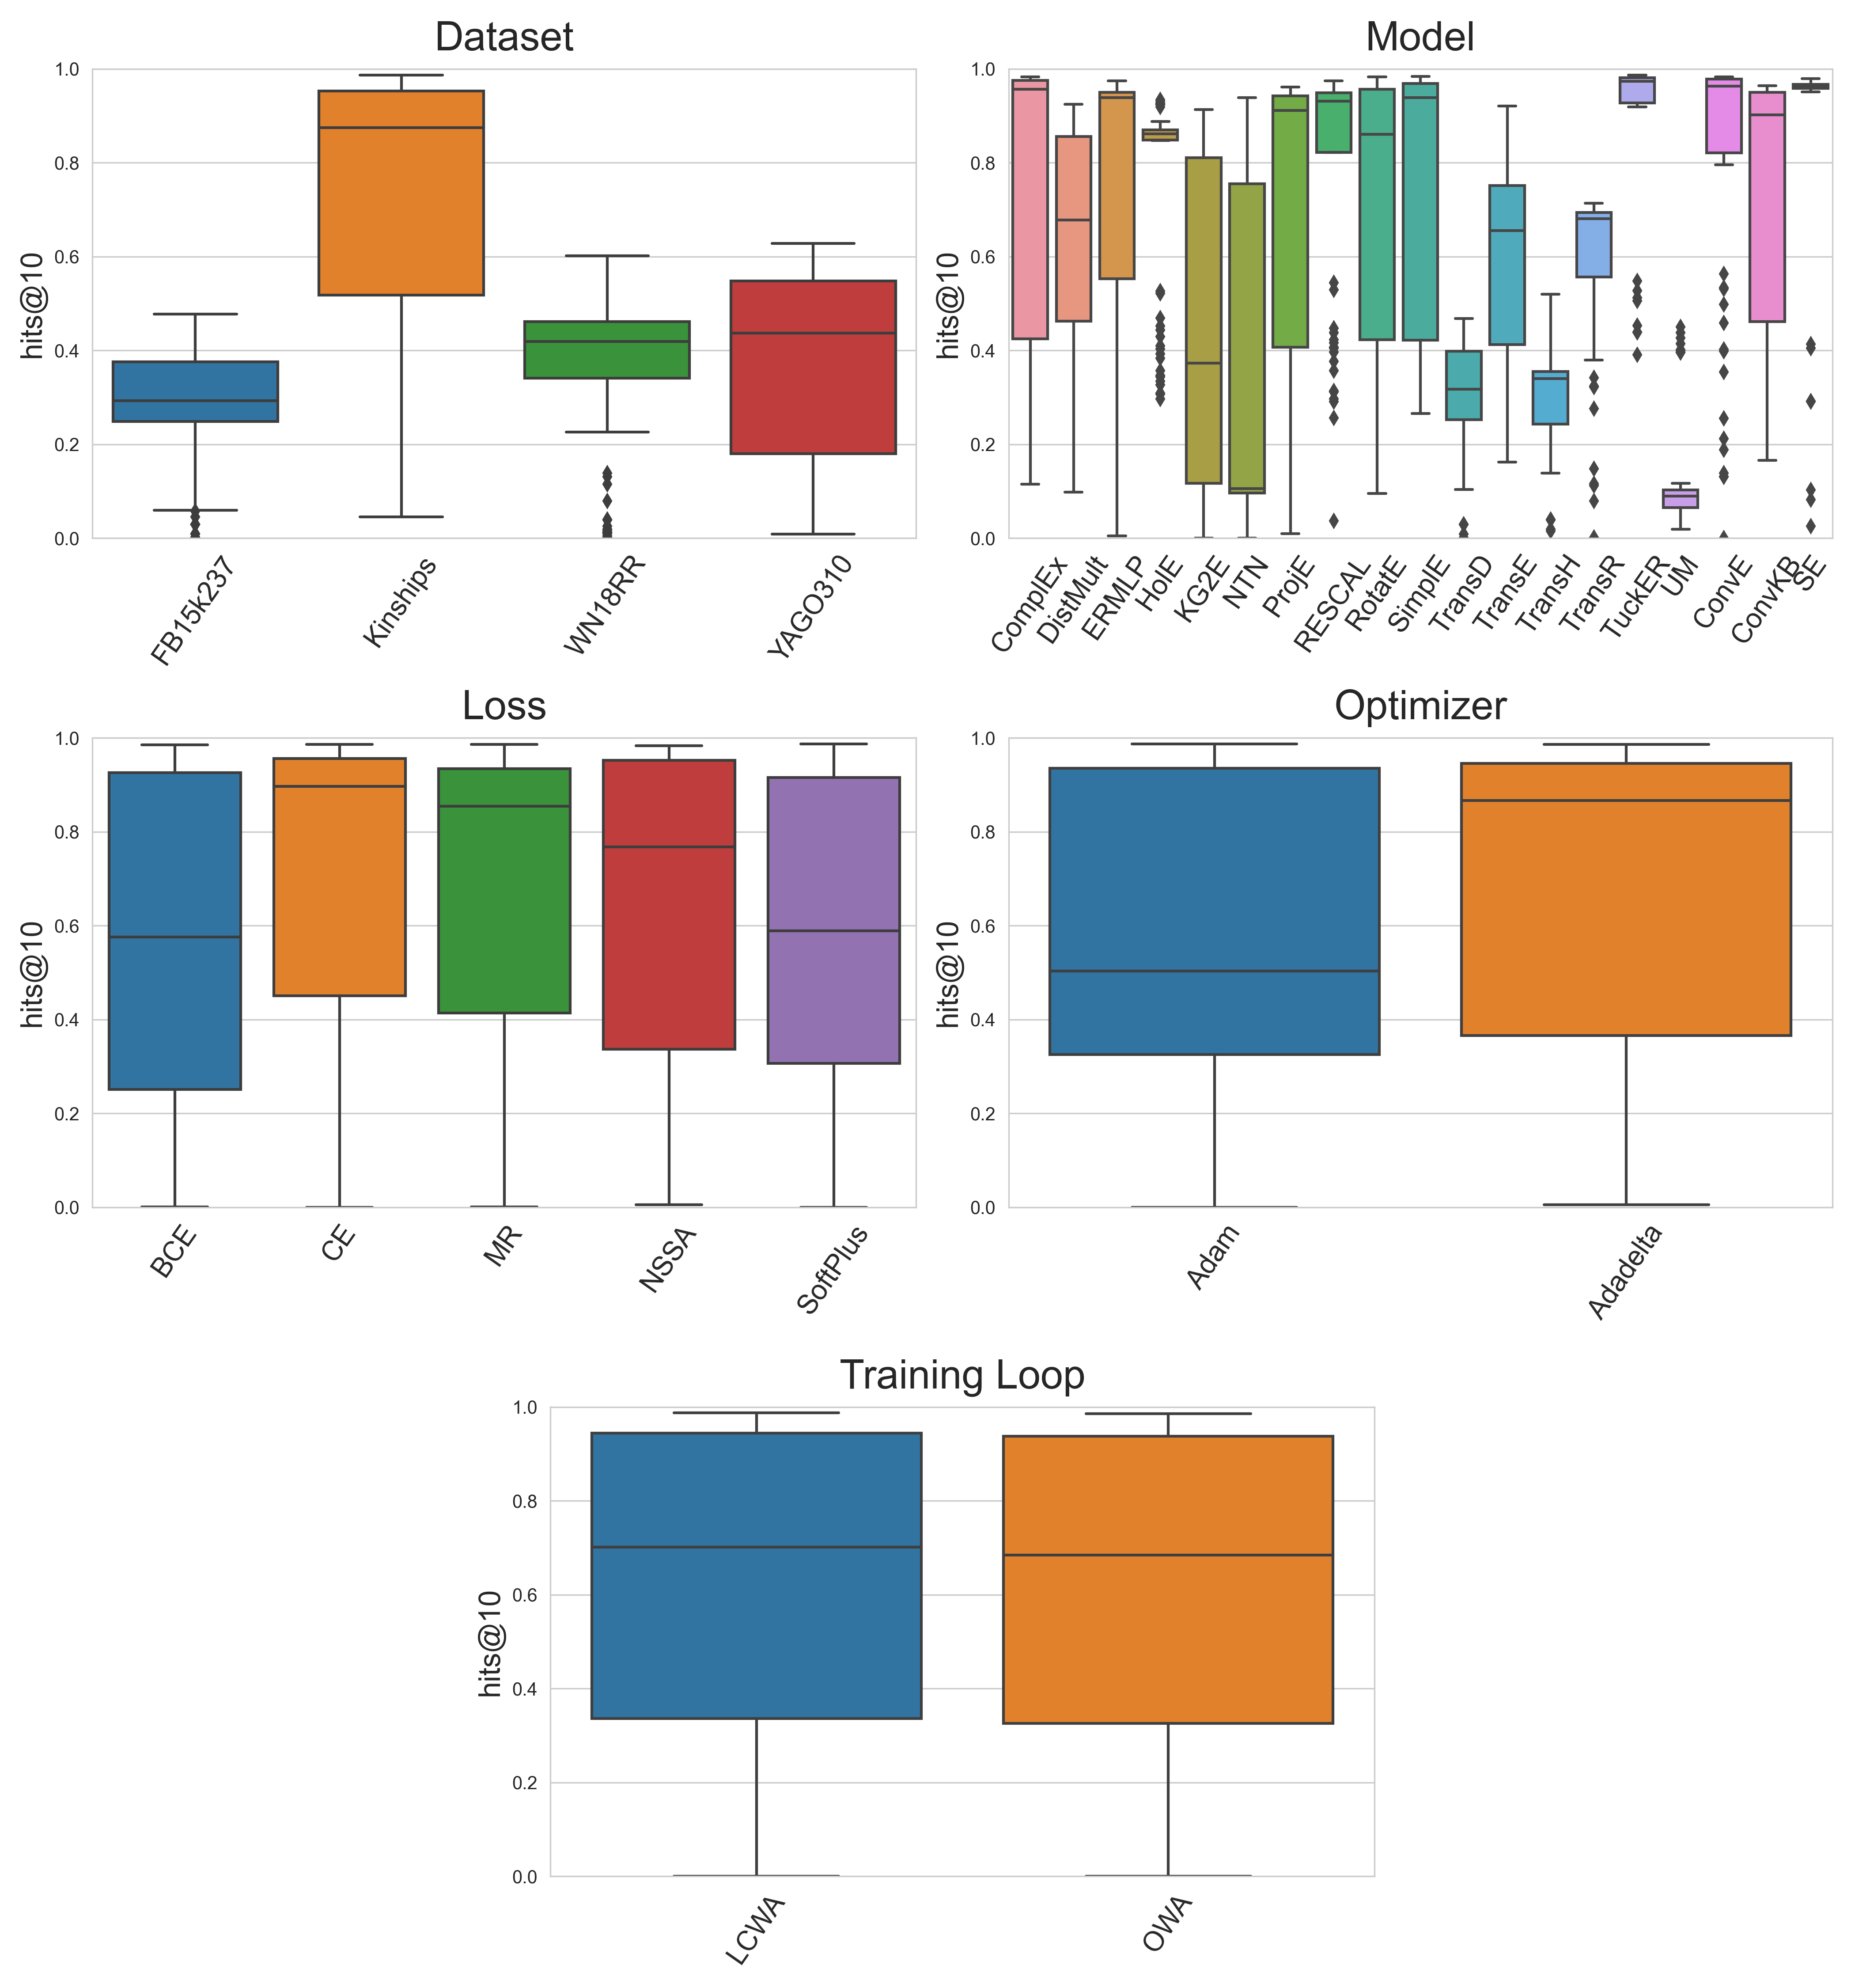 Dataset
hits@10
1.0
0.8
0.6
0.4
0.2
0.0
FB15k237
Kinships
WN18RR
YAGO310
Model
hits@10
1.0
0.8
0.6
0.4
0.2
0.0
ComplEx
DistMult
ERMLP
HolE
KG2E
NTN
ProjE
RESCAL
RotatE
SimplE
TransD
TransE
TransH
TransR
TuckER
UM
ConvE
ConvKB
SE
Loss
hits@10
1.0
0.8
0.6
0.4
0.2
0.0
BCE
CE
MR
NSSA
SoftPlus
Optimizer
hits@10
1.0
0.8
0.6
0.4
0.2
0.0
Adam
Adadelta
Training Loop
hits@10
1.0
0.8
0.6
0.4
0.2
0.0
LCWA
OWA